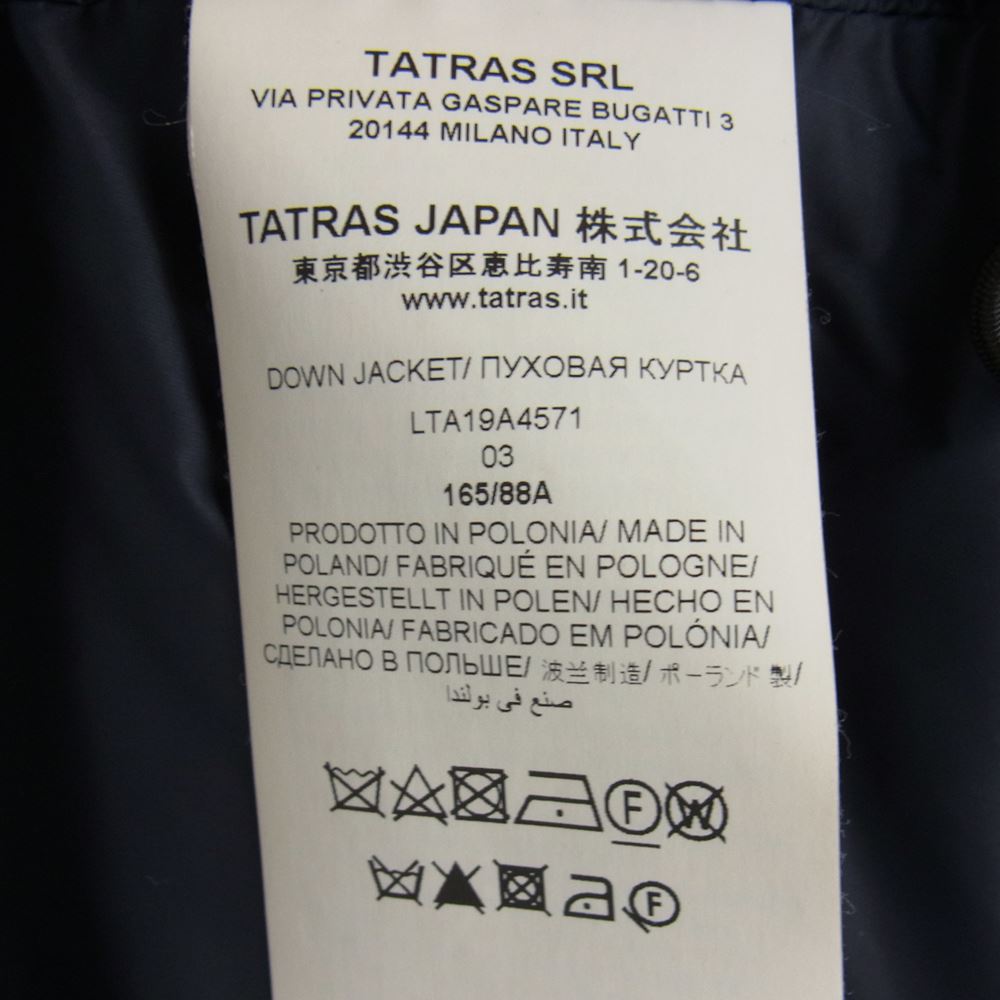 TATRAS SRL
VIA PRIVATA GASPARE BUGATTI 3
20144 MILANO ITALY
TATRAS JAPAN 株式会社
東京都渋谷区恵比寿南 1-20-6
www.tatras.it
DOWN JACKET/ ПУХОВАЯ КУРТКА
LTA19A4571
03
165/88A
PRODOTTO IN POLONIA/ MADE IN
POLAND/ FABRIQUÉ EN POLOGNE/
HERGESTELLT IN POLEN/ HECHO EN
POLONIA/ FABRICADO EM POLÓNIA/
СДЕЛАНО В ПОЛЬШЕ/ 波兰制造/ ポーランド 製/
صنع في بولندا
F W
F